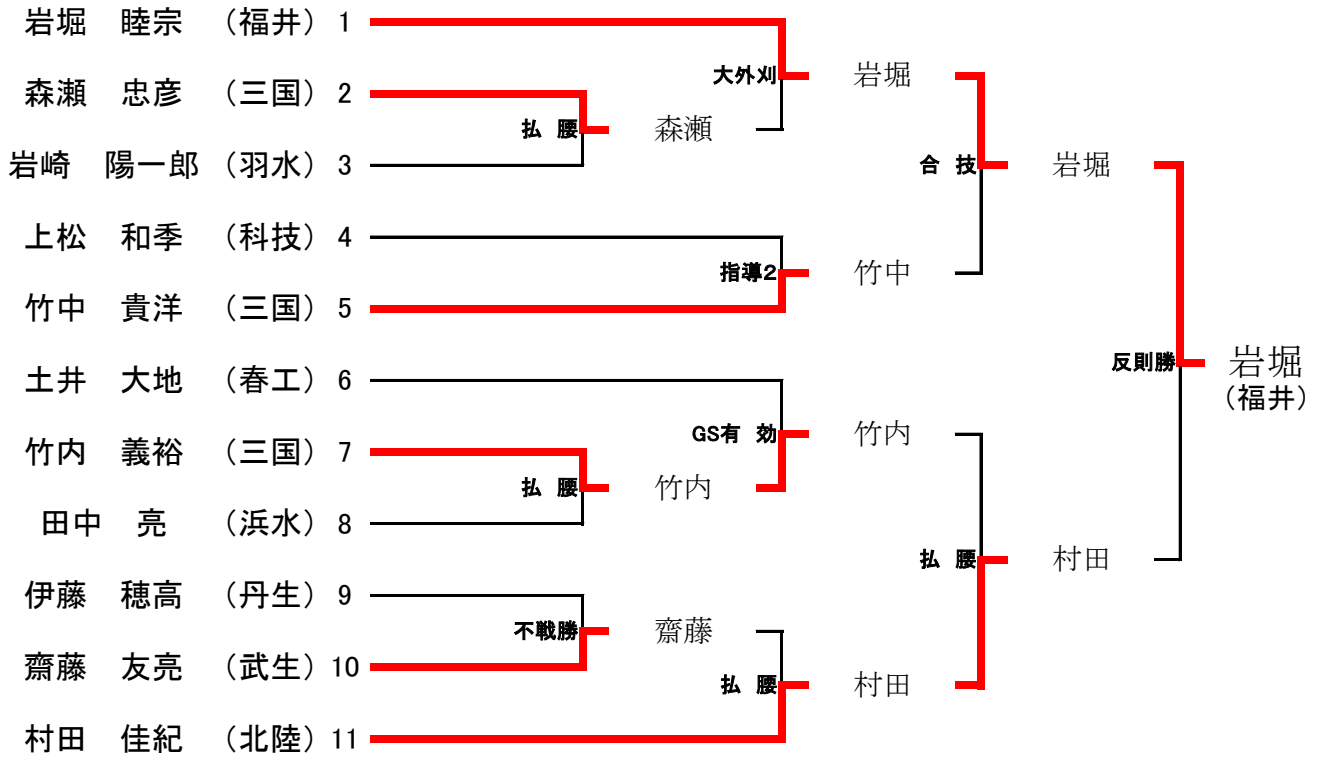 岩堀　睦宗　（福井） 1
大外刈　岩堀
森瀬　忠彦　（三国） 2
払 腰　森瀬
岩崎　陽一郎　（羽水） 3
合 技　岩堀
上松　和季　（科技） 4
指導2　竹中
竹中　貴洋　（三国） 5
反則勝　岩堀
（福井）
土井　大地　（春工） 6
GS有 効　竹内
竹内　義裕　（三国） 7
払 腰　竹内
田中　亮　（浜水） 8
払 腰　村田
伊藤　穂高　（丹生） 9
不戦勝　齋藤
齋藤　友亮　（武生） 10
払 腰　村田
村田　佳紀　（北陸） 11